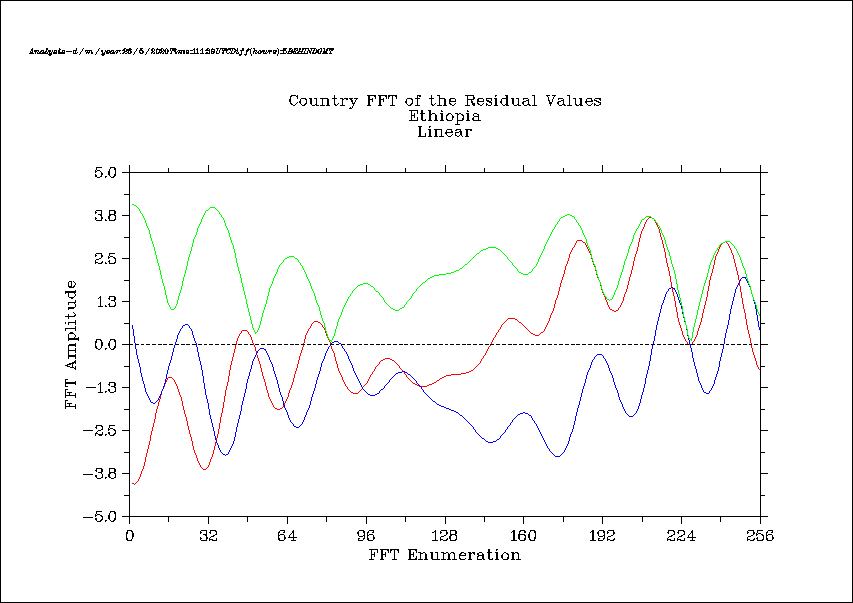 Country FFT of the Residual Values
Ethiopia
Linear
5.0
3.8
2.5
1.3
0.0
-1.3
-2.5
-3.8
-5.0
FFT Amplitude
0 32 64 96 128 160 192 224 256
FFT Enumeration